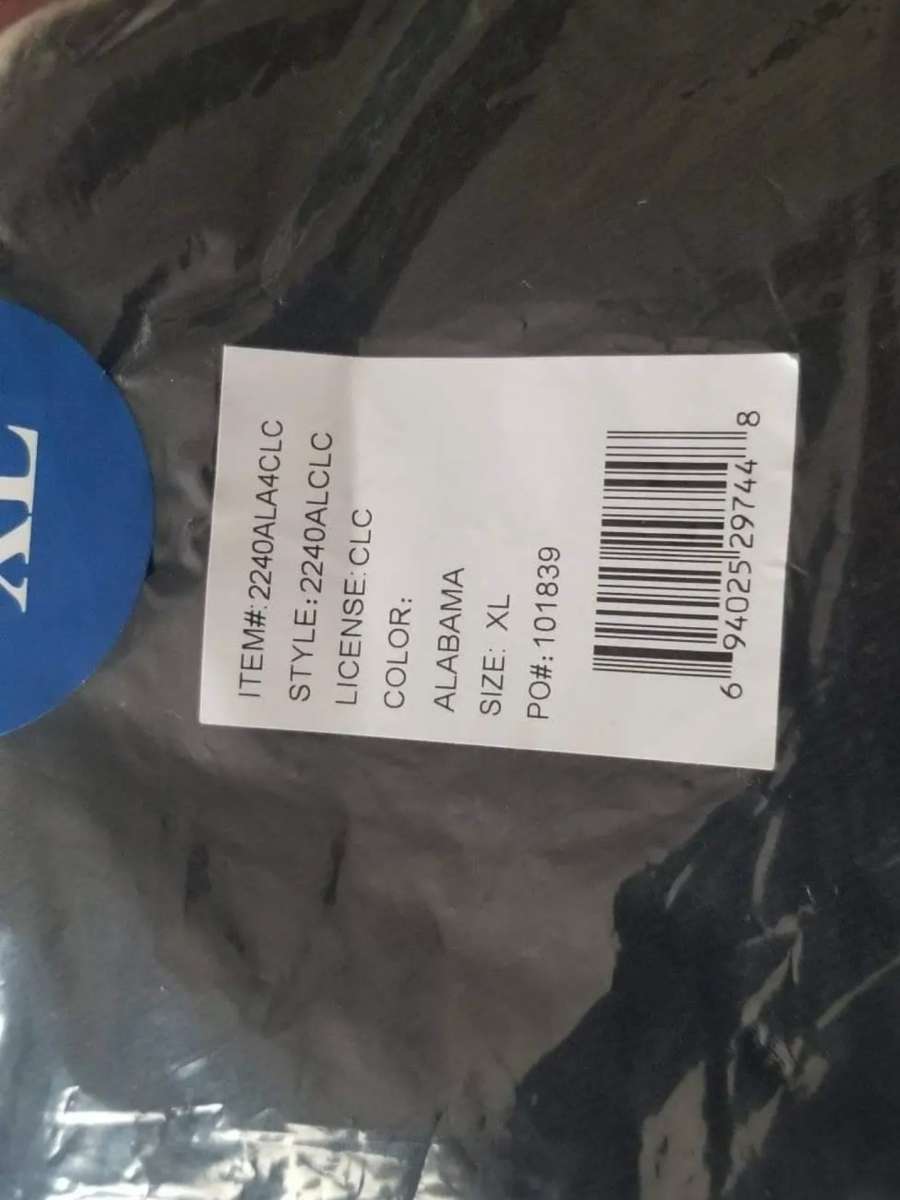 XL
ITEM#:2240ALA4CLC
STYLE:2240ALCLC
LICENSE:CLC
COLOR:
ALABAMA
SIZE: XL
PO#:101839
6 94025 29744 8